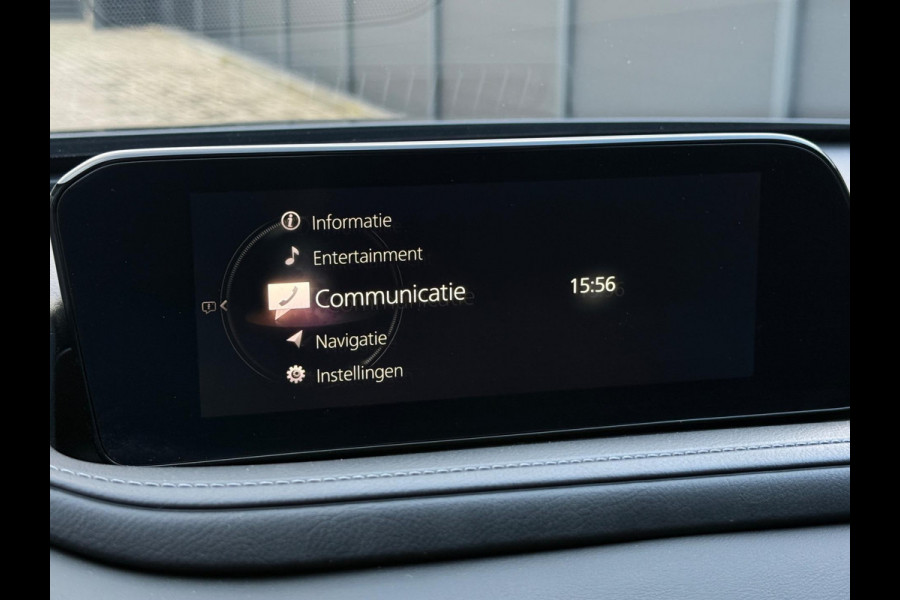 Informatie
Entertainment
Communicatie
15:56
Navigatie
Instellingen